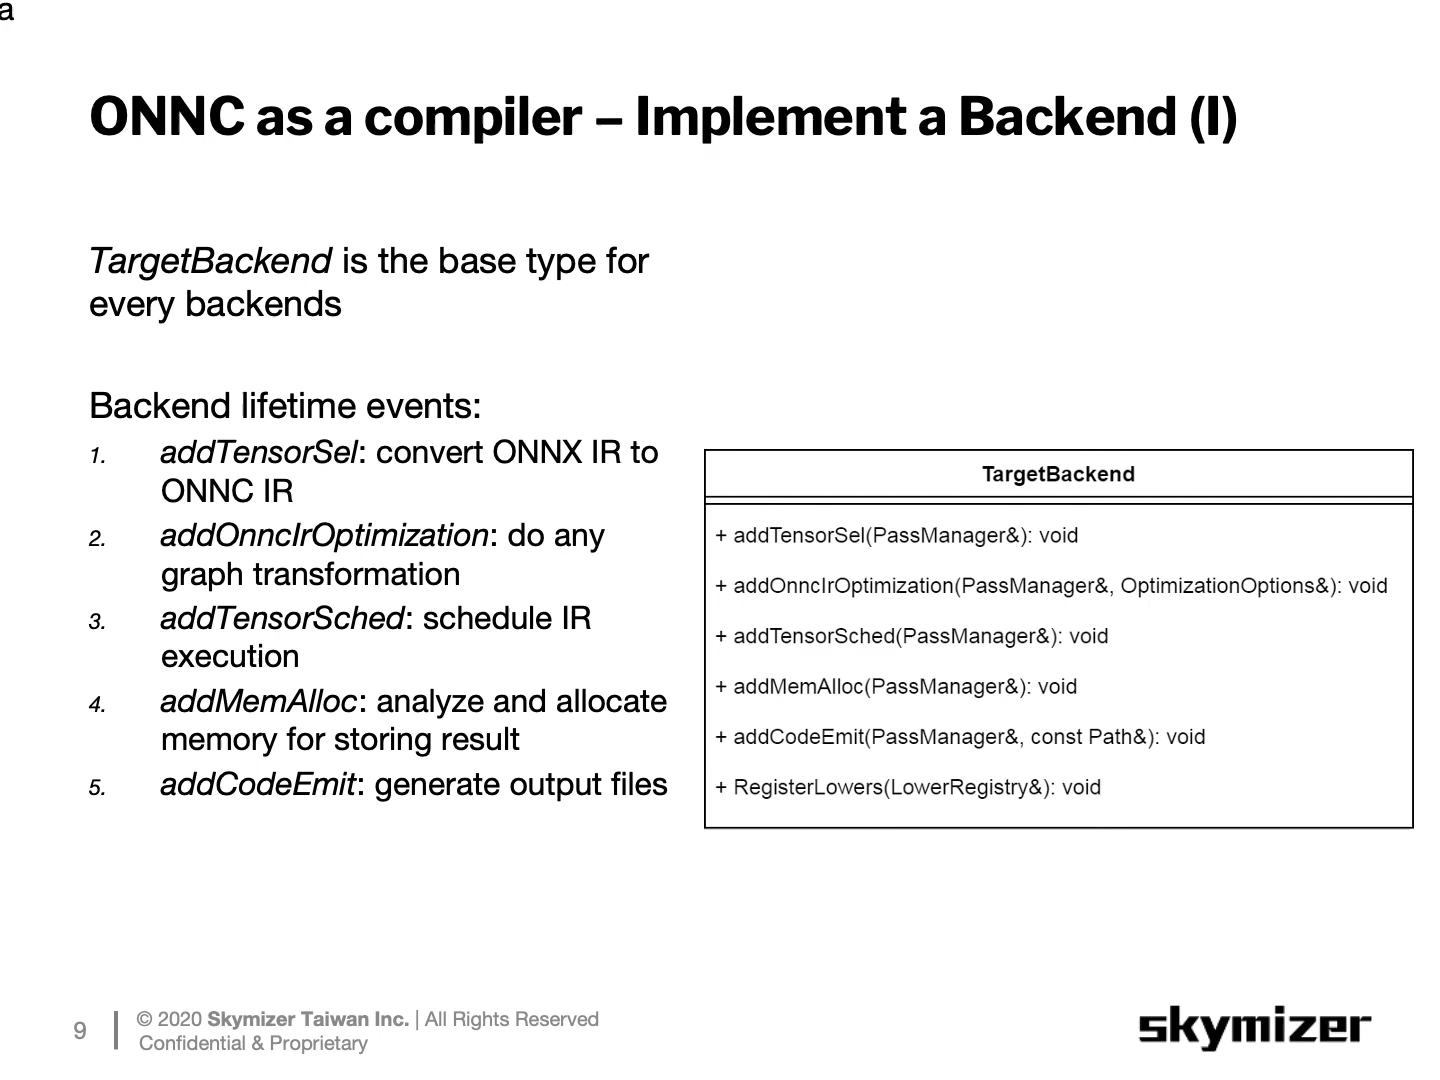 a
ONNC as a compiler – Implement a Backend (I)
TargetBackend is the base type for
every backends
Backend lifetime events:
1. addTensorSel: convert ONNX IR to
ONNC IR
2. addOnncIrOptimization: do any
graph transformation
3. addTensorSched: schedule IR
execution
4. addMemAlloc: analyze and allocate
memory for storing result
5. addCodeEmit: generate output files
TargetBackend
+ addTensorSel(PassManager&): void
+ addOnncIrOptimization(PassManager&, OptimizationOptions&): void
+ addTensorSched(PassManager&): void
+ addMemAlloc(PassManager&): void
+ addCodeEmit(PassManager&, const Path&): void
+ RegisterLowers(LowerRegistry&): void
9
© 2020 Skymizer Taiwan Inc. | All Rights Reserved
Confidential & Proprietary
skymizer